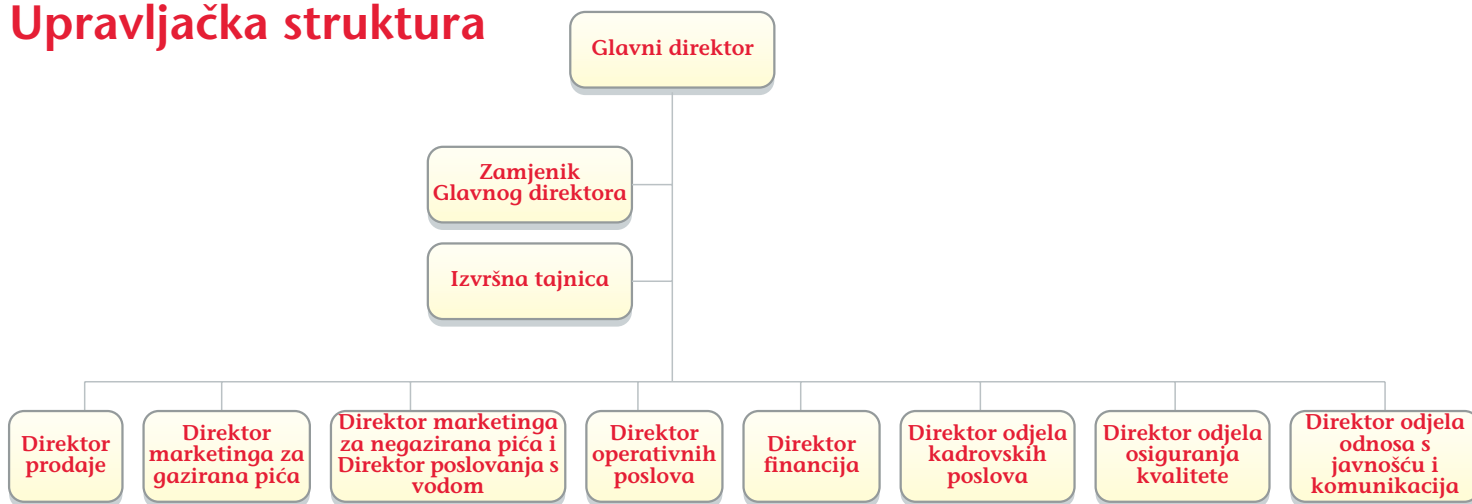 Upravljačka struktura
Glavni direktor
Zamjenik
Glavnog direktora
Izvršna tajnica
Direktor
prodaje
Direktor
marketinga za
gazirana pića
Direktor marketinga
za negazirana pića i
Direktor poslovanja s
vodom
Direktor
operativnih
poslova
Direktor
financija
Direktor odjela
kadrovskih
poslova
Direktor odjela
osiguranja
kvalitete
Direktor odjela
odnosa s
javnošću i
komunikacija